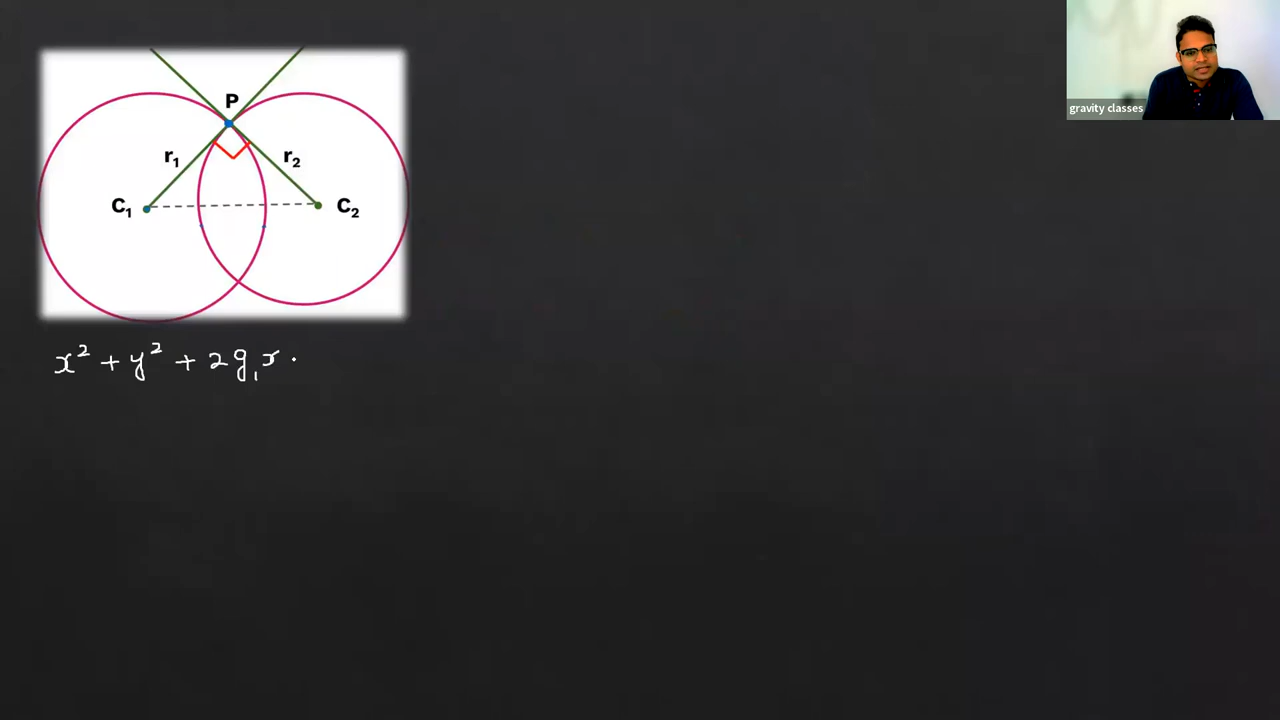 P
r₁
r₂
C₁
C₂
x² + y² + 2g₁x
gravity classes